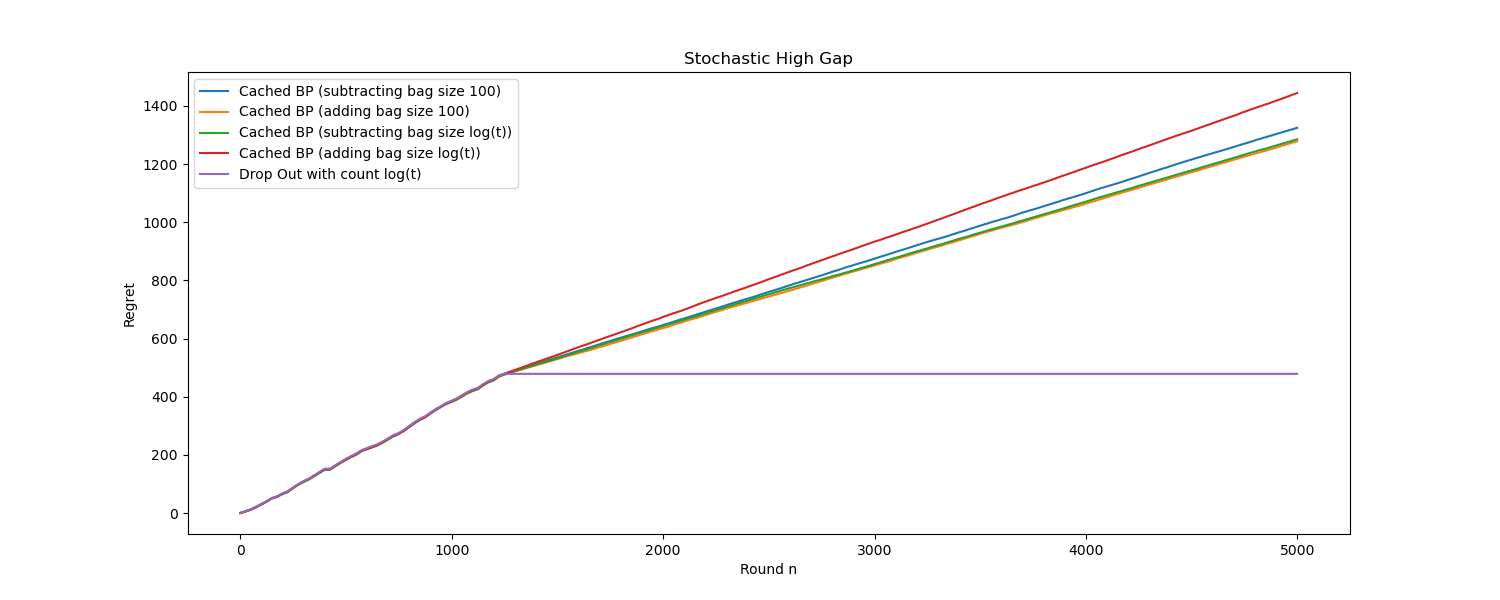 Stochastic High Gap
Cached BP (subtracting bag size 100)
Cached BP (adding bag size 100)
Cached BP (subtracting bag size log(t))
Cached BP (adding bag size log(t))
Drop Out with count log(t)
1400
1200
1000
800
600
400
200
0
Regret
0 1000 2000 3000 4000 5000
Round n